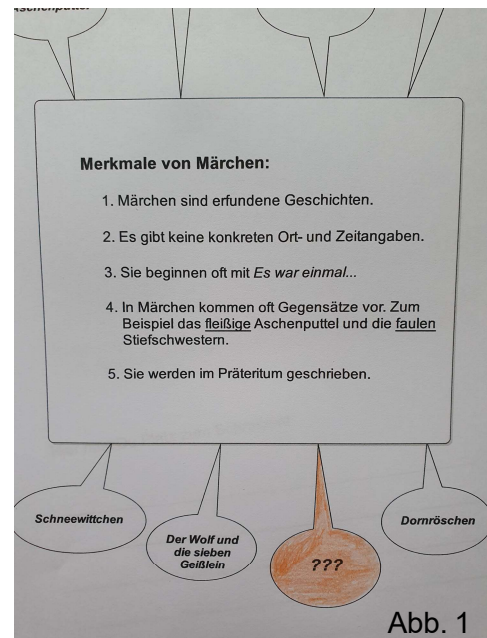 Aschenputtel
Merkmale von Märchen:
1. Märchen sind erfundene Geschichten.
2. Es gibt keine konkreten Ort- und Zeitangaben.
3. Sie beginnen oft mit Es war einmal...
4. In Märchen kommen oft Gegensätze vor. Zum
Beispiel das fleißige Aschenputtel und die faulen
Stiefschwestern.
5. Sie werden im Präteritum geschrieben.
Schneewittchen
Der Wolf und
die sieben
Geißlein
???
Dornröschen
Abb. 1